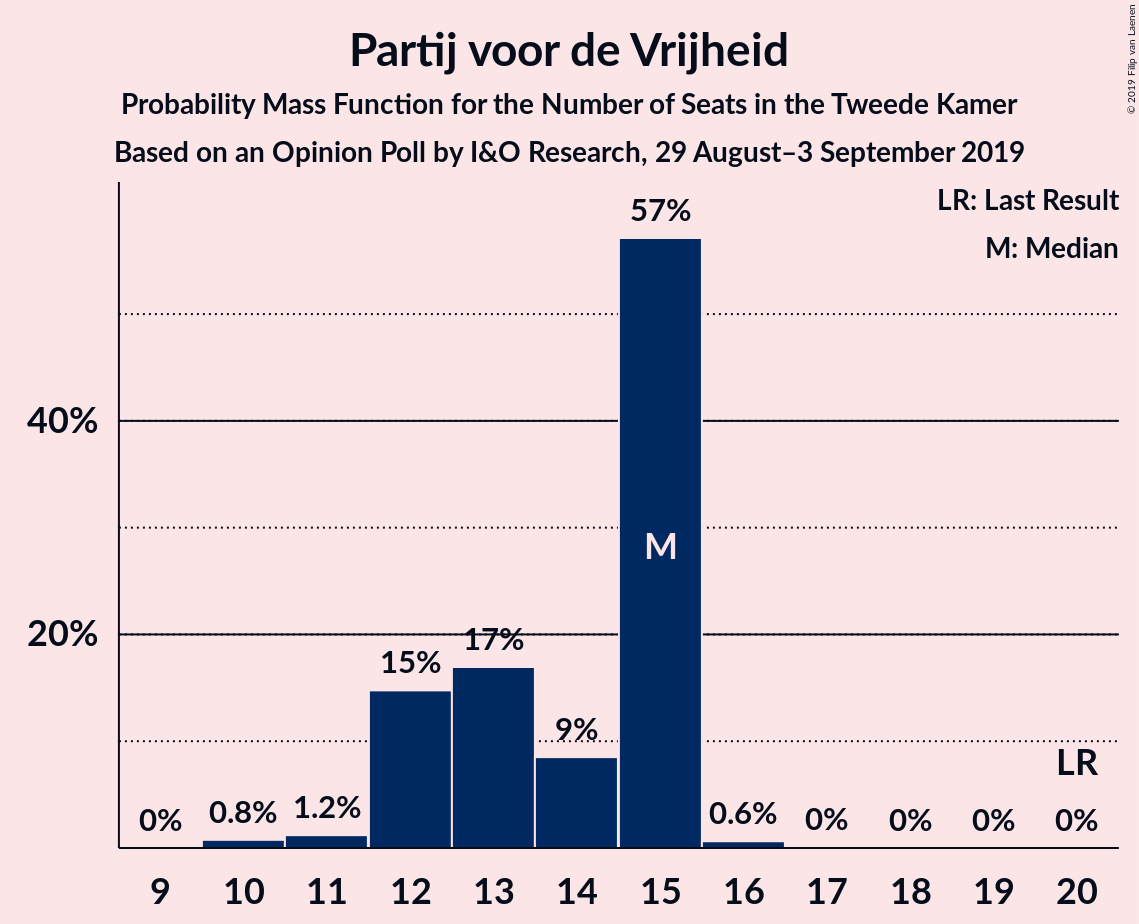 Partij voor de Vrijheid
Probability Mass Function for the Number of Seats in the Tweede Kamer
Based on an Opinion Poll by I&O Research, 29 August–3 September 2019
© 2019 Filip van Laenen
LR: Last Result
M: Median
57%
40%
M
20%
17%
15%
9%
LR
0%
0.8%
1.2%
0.6%
0%
0%
0%
0%
9 10 11 12 13 14 15 16 17 18 19 20